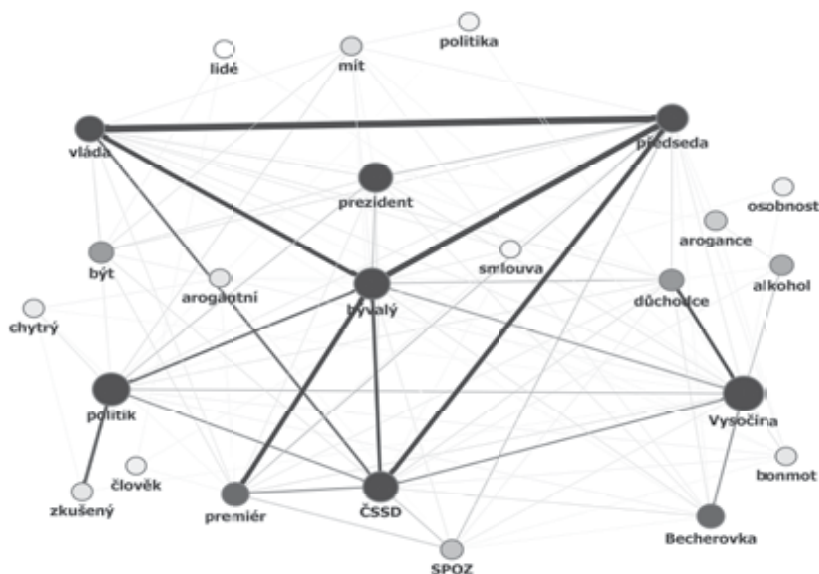 politika
lidé
mít
vláda
předseda
prezident
osobnost
arogance
být
smlouva
arogantní
důchodce
alkohol
bývalý
chytrý
politik
Vysočina
člověk
bonmot
zkušený
premiér
ČSSD
Becherovka
SPOZ